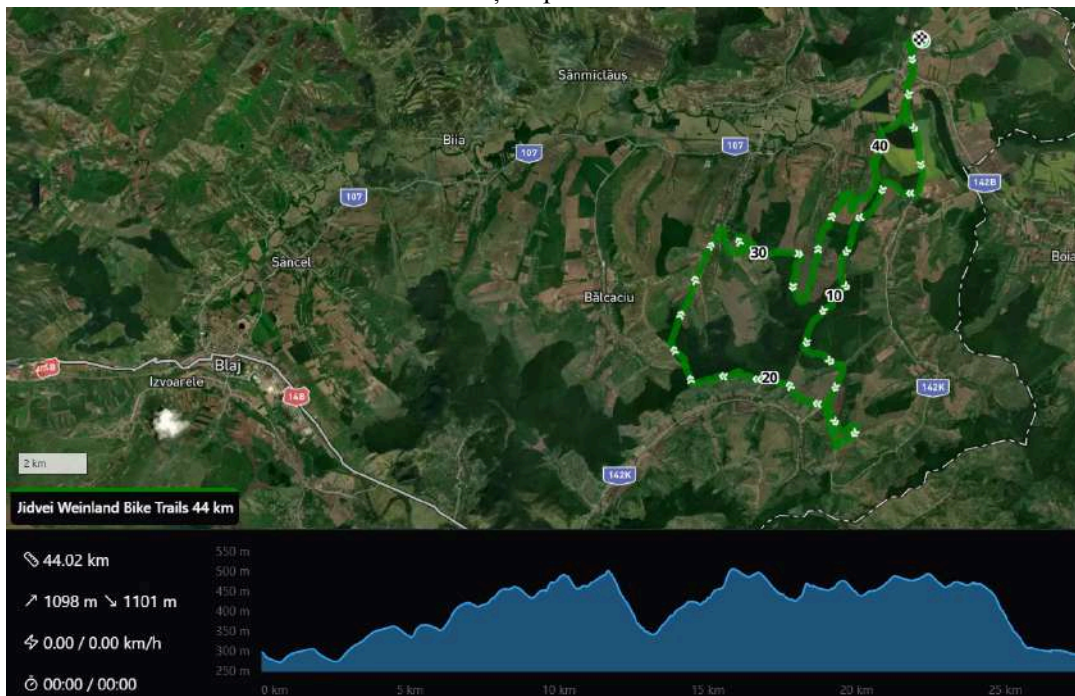 Sânmiclăuș
Biia
107
107
107
40
142B
Sâncel
30
Boia
Bălcaciu
10
14B
Blaj
Izvoarele
20
14B
142K
142K
2 km
Jidvei Weinland Bike Trails 44 km
44.02 km
1098 m 1101 m
0.00 / 0.00 km/h
00:00 / 00:00
550 m
500 m
450 m
400 m
350 m
300 m
250 m
0 km
5 km
10 km
15 km
20 km
25 km